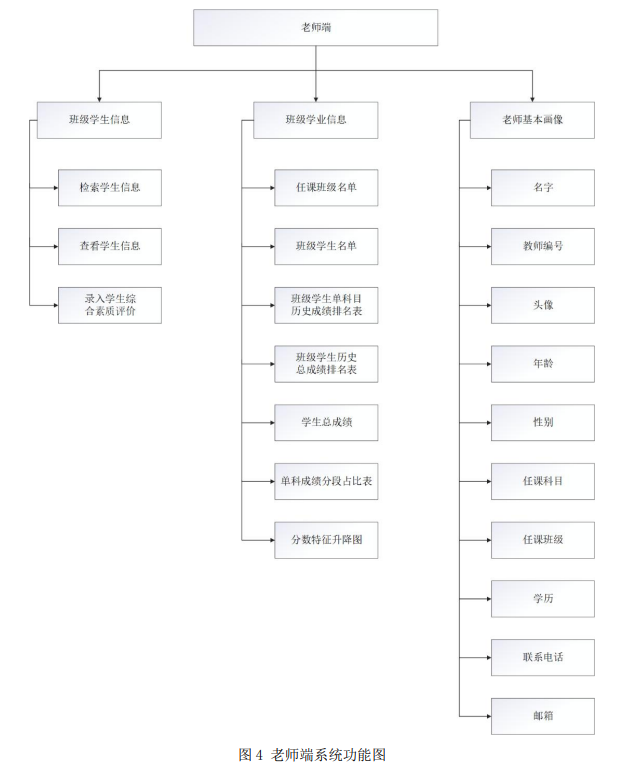 老师端
班级学生信息
检索学生信息
查看学生信息
录入学生综
合素质评价
班级学业信息
任课班级名单
班级学生名单
班级学生单科目
历史成绩排名表
班级学生历史
总成绩排名表
学生总成绩
单科成绩分段占比表
分数特征升降图
老师基本画像
名字
教师编号
头像
年龄
性别
任课科目
任课班级
学历
联系电话
邮箱
图 4 老师端系统功能图